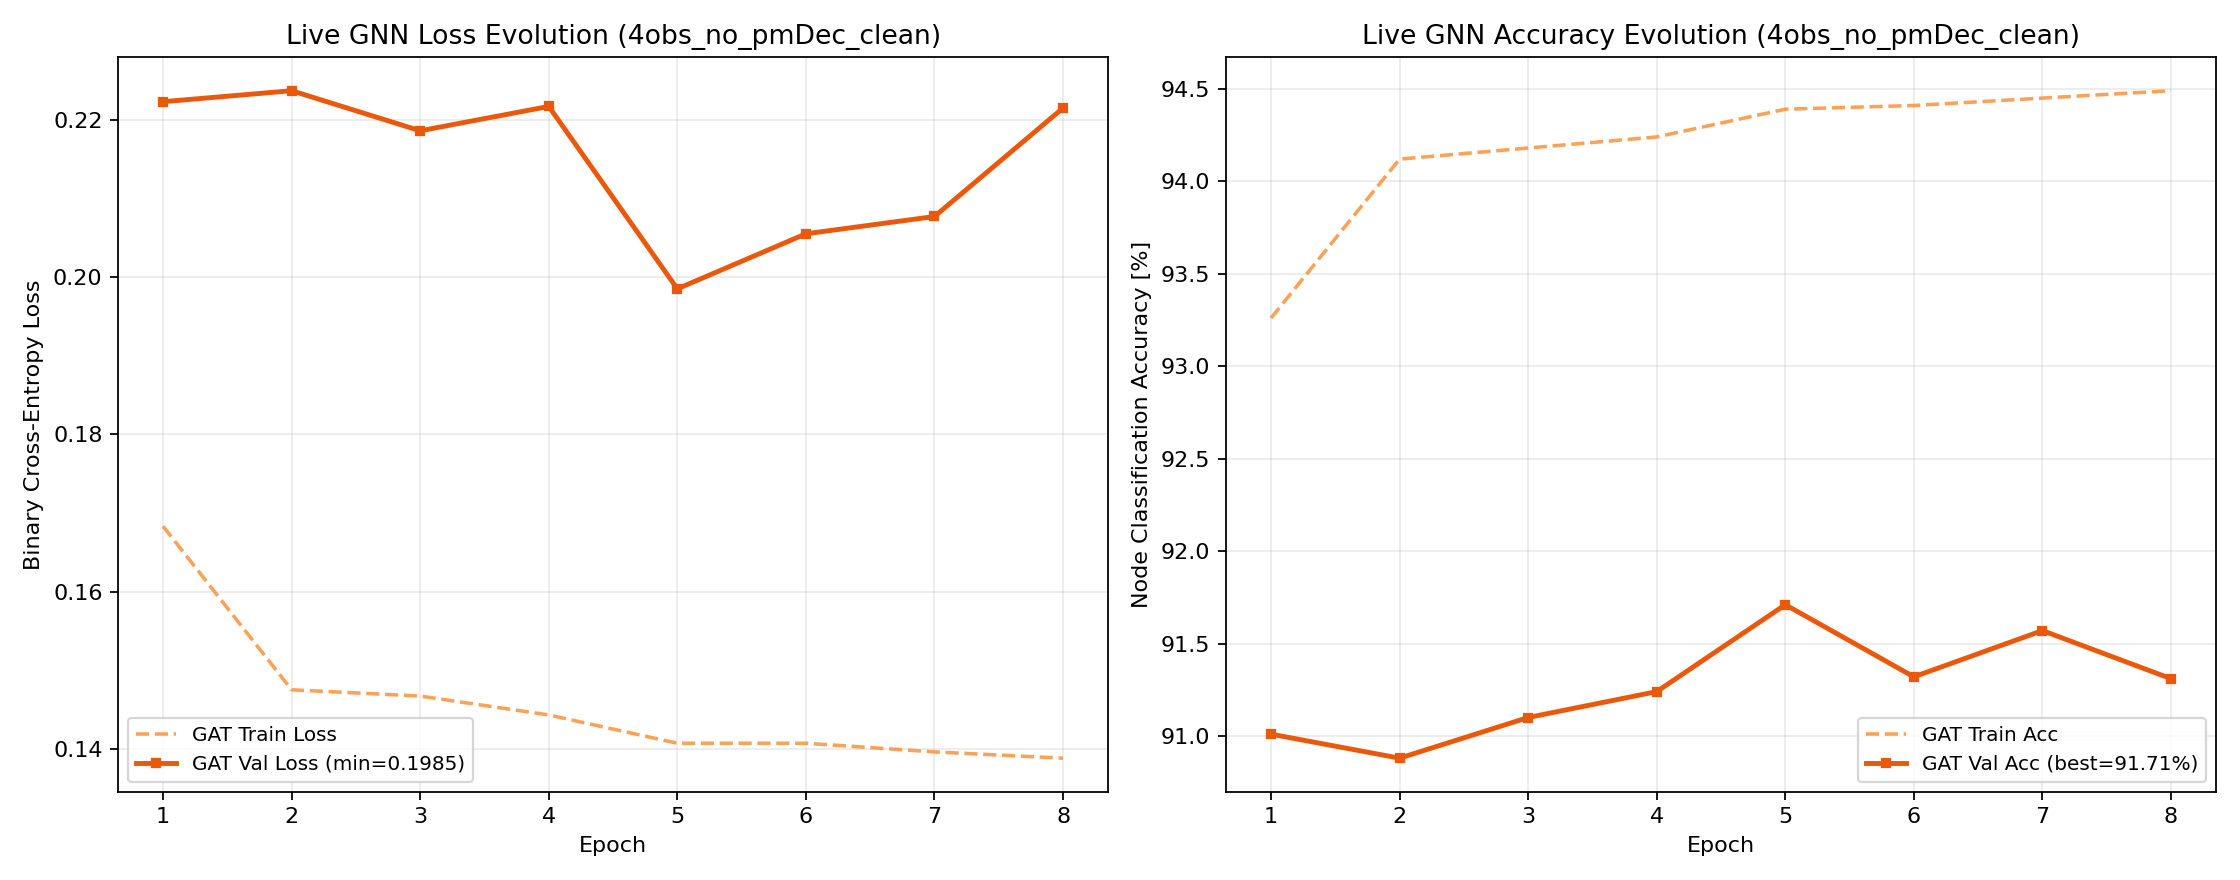 Live GNN Loss Evolution (4obs_no_pmDec_clean)
Binary Cross-Entropy Loss
0.22
0.20
0.18
0.16
0.14
GAT Train Loss
GAT Val Loss (min=0.1985)
1 2 3 4 5 6 7 8
Epoch
Live GNN Accuracy Evolution (4obs_no_pmDec_clean)
Node Classification Accuracy [%]
94.5
94.0
93.5
93.0
92.5
92.0
91.5
91.0
GAT Train Acc
GAT Val Acc (best=91.71%)
1 2 3 4 5 6 7 8
Epoch